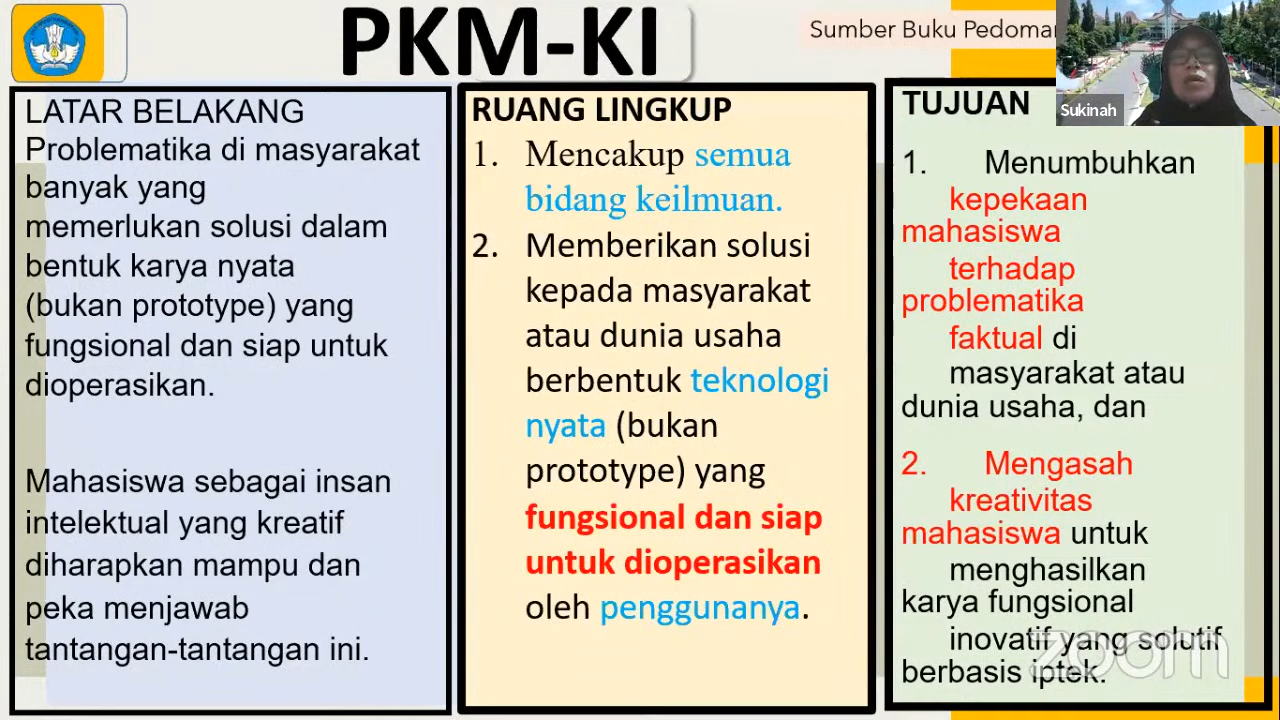 PKM-KI
Sumber Buku Pedoman
Sukinah
LATAR BELAKANG
Problematika di masyarakat
banyak yang
memerlukan solusi dalam
bentuk karya nyata
(bukan prototype) yang
fungsional dan siap untuk
dioperasikan.
Mahasiswa sebagai insan
intelektual yang kreatif
diharapkan mampu dan
peka menjawab
tantangan-tantangan ini.
RUANG LINGKUP
1. Mencakup semua
bidang keilmuan.
2. Memberikan solusi
kepada masyarakat
atau dunia usaha
berbentuk teknologi
nyata (bukan
prototype) yang
fungsional dan siap
untuk dioperasikan
oleh penggunanya.
TUJUAN
1. Menumbuhkan
kepekaan
mahasiswa
terhadap
problematika
faktual di
masyarakat atau
dunia usaha, dan
2. Mengasah
kreativitas
mahasiswa untuk
menghasilkan
karya fungsional
inovatif yang solutif
berbasis iptek.
zoom